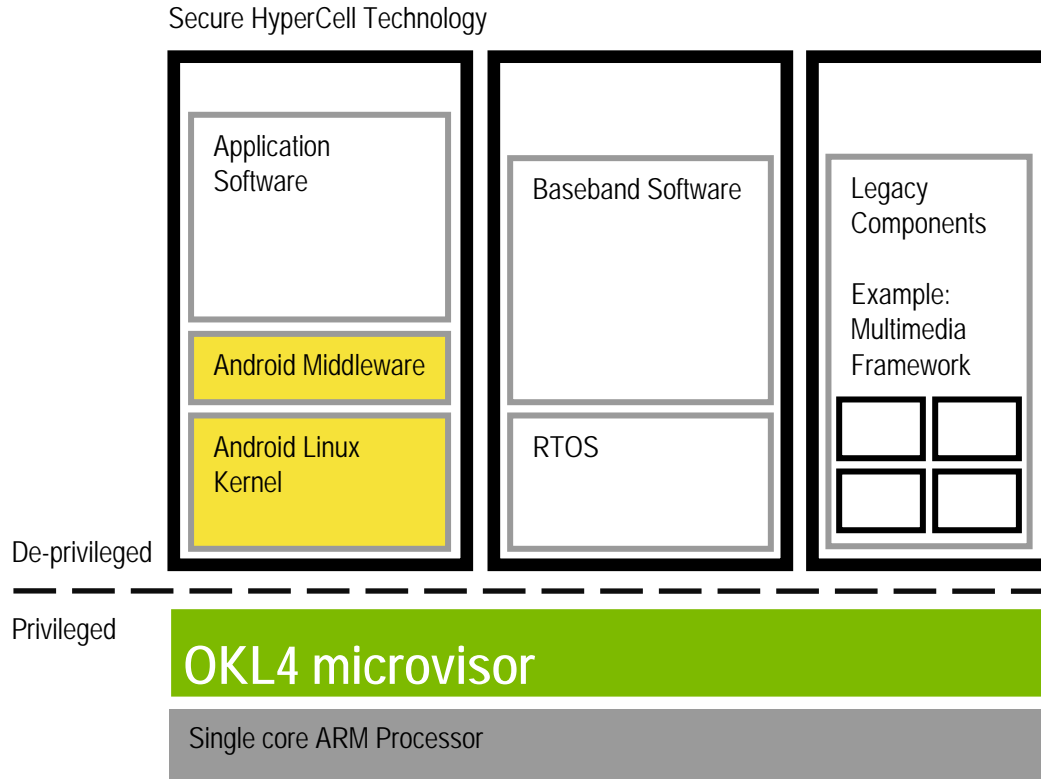 Secure HyperCell Technology
Application
Software
Android Middleware
Android Linux
Kernel
Baseband Software
RTOS
Legacy
Components
Example:
Multimedia
Framework
De-privileged
Privileged
OKL4 microvisor
Single core ARM Processor